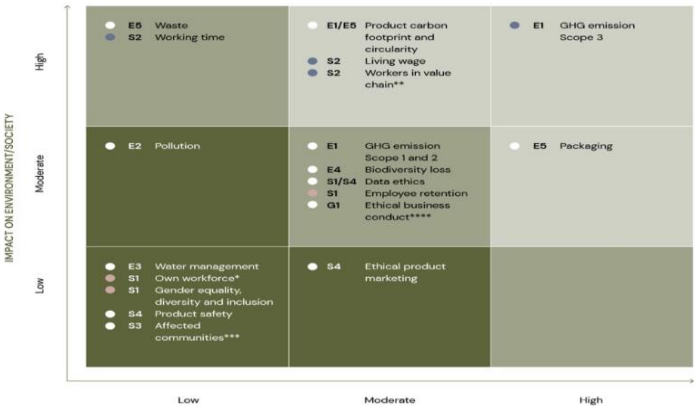 IMPACT ON ENVIRONMENT/SOCIETY
High
E5 Waste
S2 Working time
E1/E5 Product carbon
footprint and
circularity
S2 Living wage
S2 Workers in value
chain**
E1 GHG emission
Scope 3
Moderate
E2 Pollution
E1 GHG emission
Scope 1 and 2
E4 Biodiversity loss
S1/S4 Data ethics
S1 Employee retention
G1 Ethical business
conduct****
E5 Packaging
Low
E3 Water management
S1 Own workforce*
S1 Gender equality,
diversity and inclusion
S4 Product safety
S3 Affected
communities***
S4 Ethical product
marketing
Low
Moderate
High